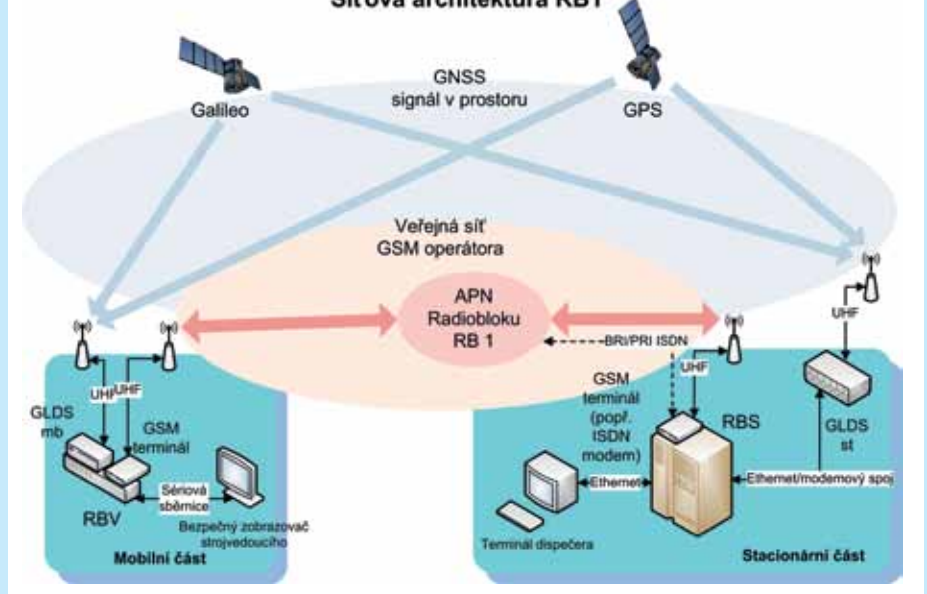 Síťová architektura RB1
Galileo
GNSS
signál v prostoru
GPS
Veřejná síť
GSM operátora
APN
Radiobloku
RB 1
BRI/PRI ISDN
UHF
UHF
GLDS
mb
GSM
terminál
RBV
Sériová
sběrnice
Bezpečný zobrazovač
strojvedoucího
Mobilní část
GSM
terminál
(popř.
ISDN
modem)
UHF
RBS
UHF
GLDS
st
Ethernet
Ethernet/modemový spoj
Terminál dispečera
Stacionární část